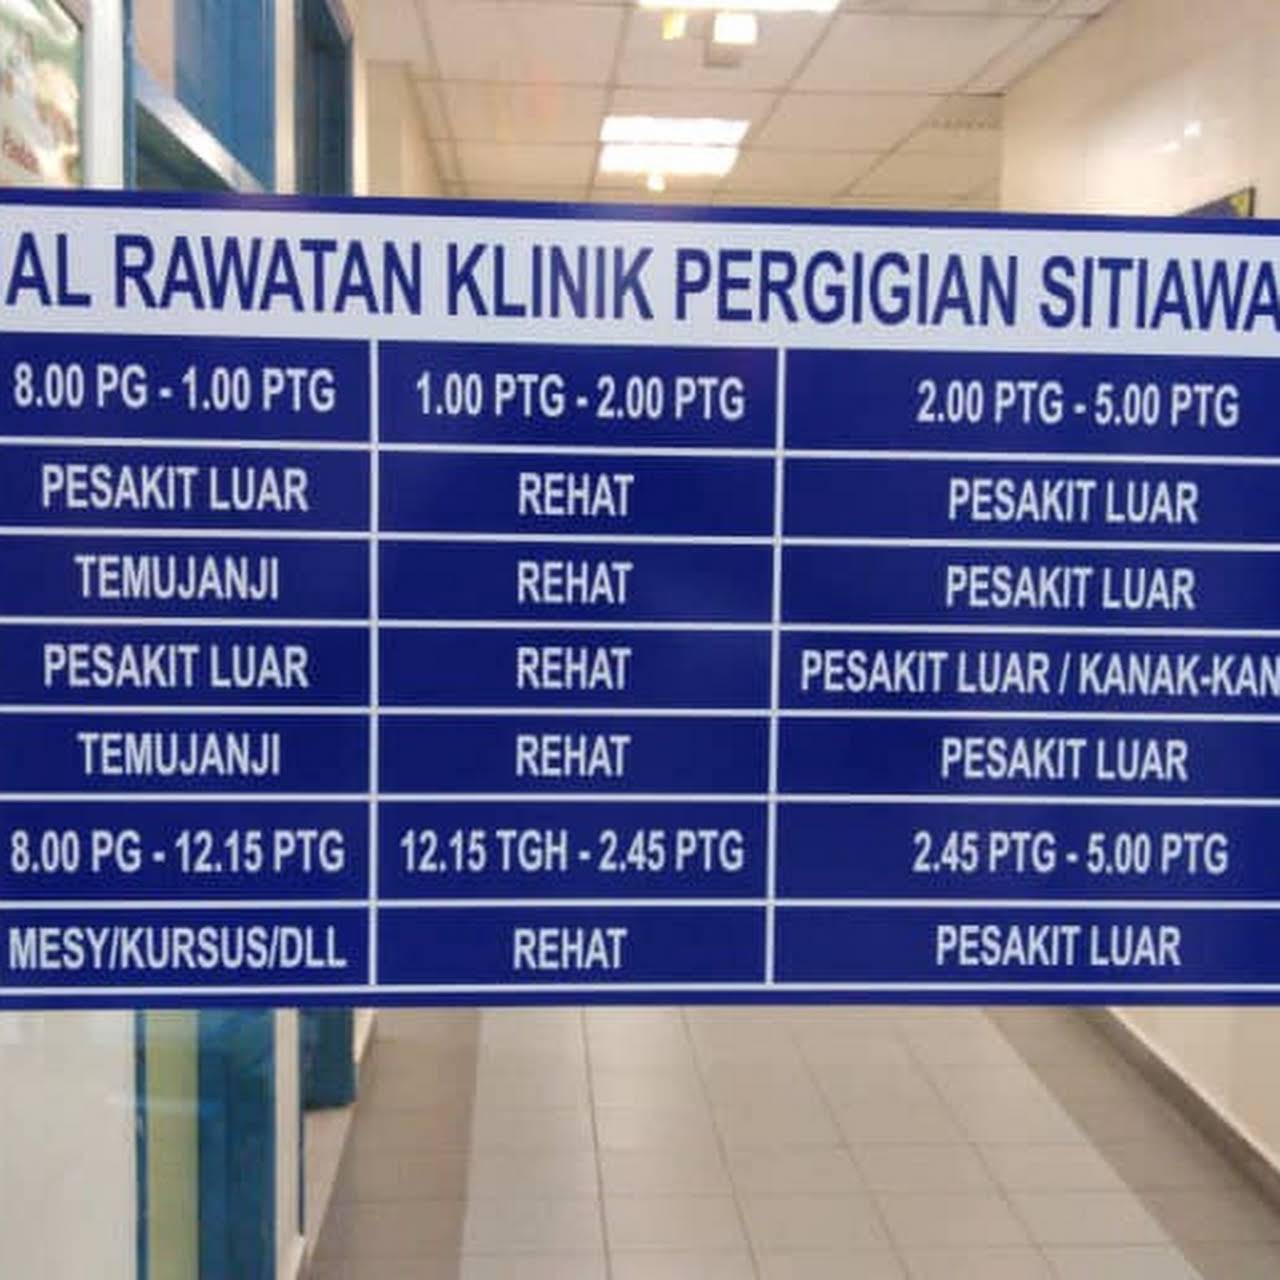 AL RAWATAN KLINIK PERGIGIAN SITIAWA
8.00 PG - 1.00 PTG 1.00 PTG - 2.00 PTG 2.00 PTG - 5.00 PTG
PESAKIT LUAR REHAT PESAKIT LUAR
TEMUJANJI REHAT PESAKIT LUAR
PESAKIT LUAR REHAT PESAKIT LUAR / KANAK-KAN
TEMUJANJI REHAT PESAKIT LUAR
8.00 PG - 12.15 PTG 12.15 TGH - 2.45 PTG 2.45 PTG - 5.00 PTG
MESY/KURSUS/DLL REHAT PESAKIT LUAR